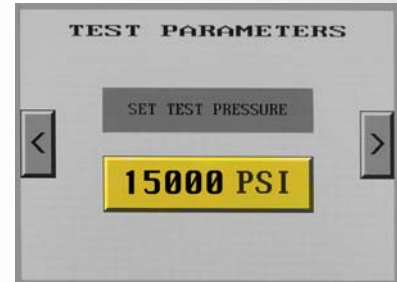 TEST PARAMETERS
SET TEST PRESSURE
<
>
15000 PSI